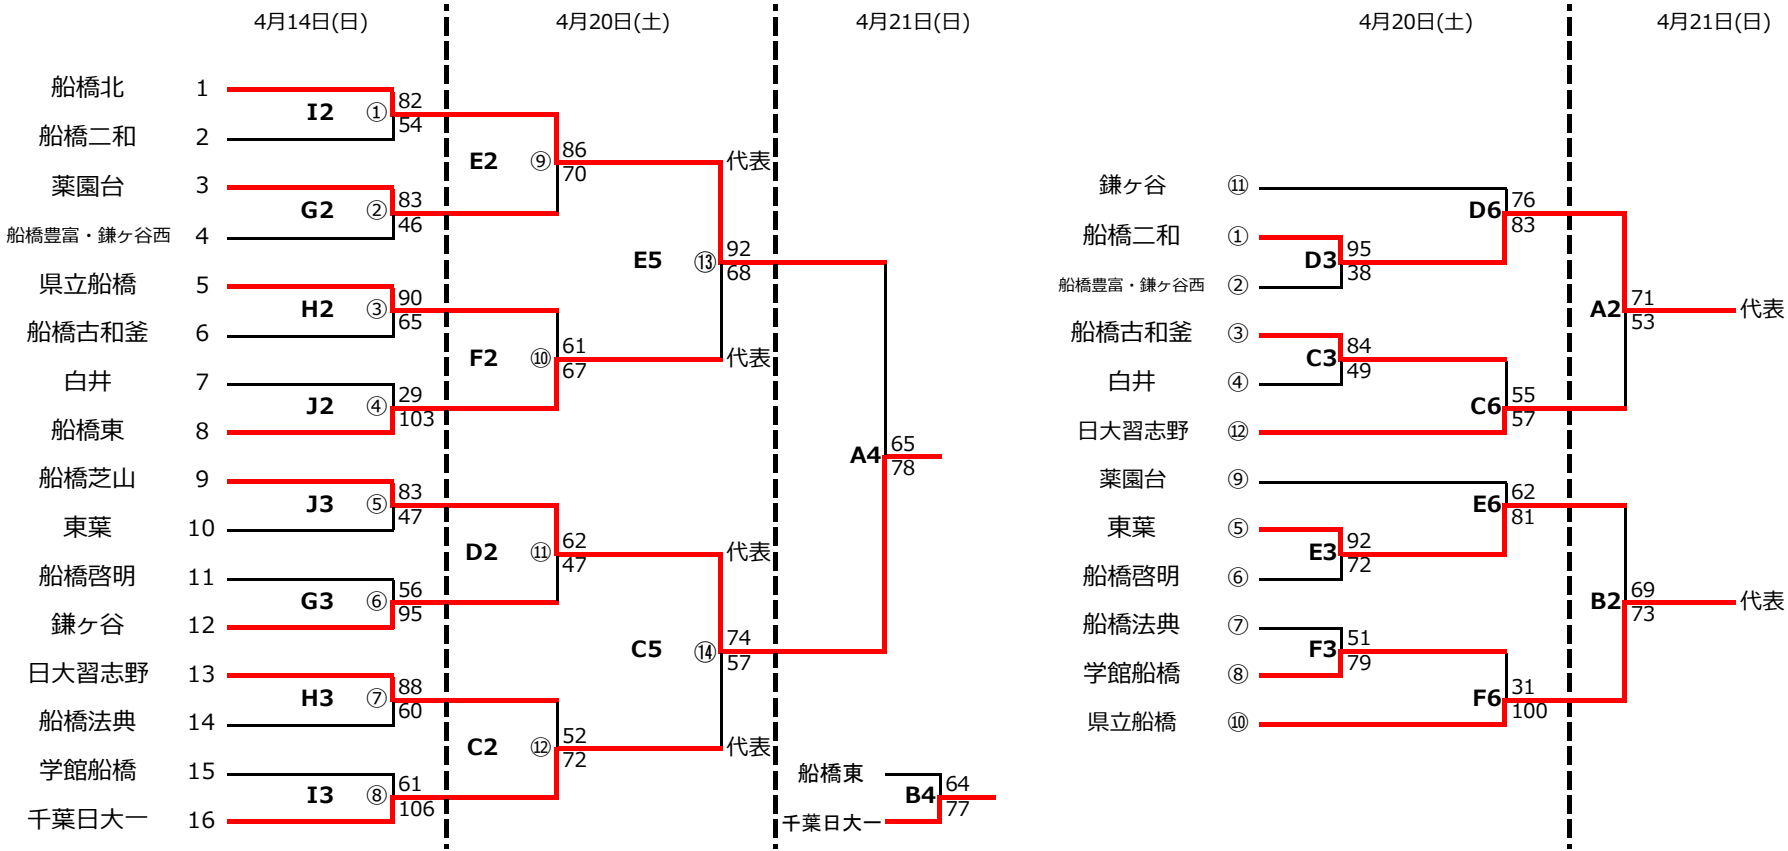 4月14日(日) 4月20日(土) 4月21日(日) 4月20日(土) 4月21日(日)
船橋北 1
I2 ① 82
54
船橋二和 2
E2 ⑨ 86 代表
70
薬園台 3
G2 ② 83
46
船橋豊富・鎌ヶ谷西 4
E5 ⑬ 92
68
県立船橋 5
H2 ③ 90
65
船橋古和釜 6
F2 ⑩ 61 代表
67
白井 7
J2 ④ 29
103
船橋東 8
A4 65
78
船橋芝山 9
J3 ⑤ 83
47
東葉 10
D2 ⑪ 62 代表
47
船橋啓明 11
G3 ⑥ 56
95
鎌ヶ谷 12
C5 ⑭ 74
57
日大習志野 13
H3 ⑦ 88
60
船橋法典 14
C2 ⑫ 52 代表
72
学館船橋 15
I3 ⑧ 61
106
千葉日大一 16
船橋東
B4 64
77
千葉日大一
鎌ヶ谷 ⑪
D6 76
83
船橋二和 ①
D3 95
38
船橋豊富・鎌ヶ谷西 ②
A2 71 代表
53
船橋古和釜 ③
C3 84
49
白井 ④
C6 55
57
日大習志野 ⑫
薬園台 ⑨
E6 62
81
東葉 ⑤
E3 92
72
船橋啓明 ⑥
B2 69 代表
73
船橋法典 ⑦
F3 51
79
学館船橋 ⑧
F6 31
100
県立船橋 ⑩